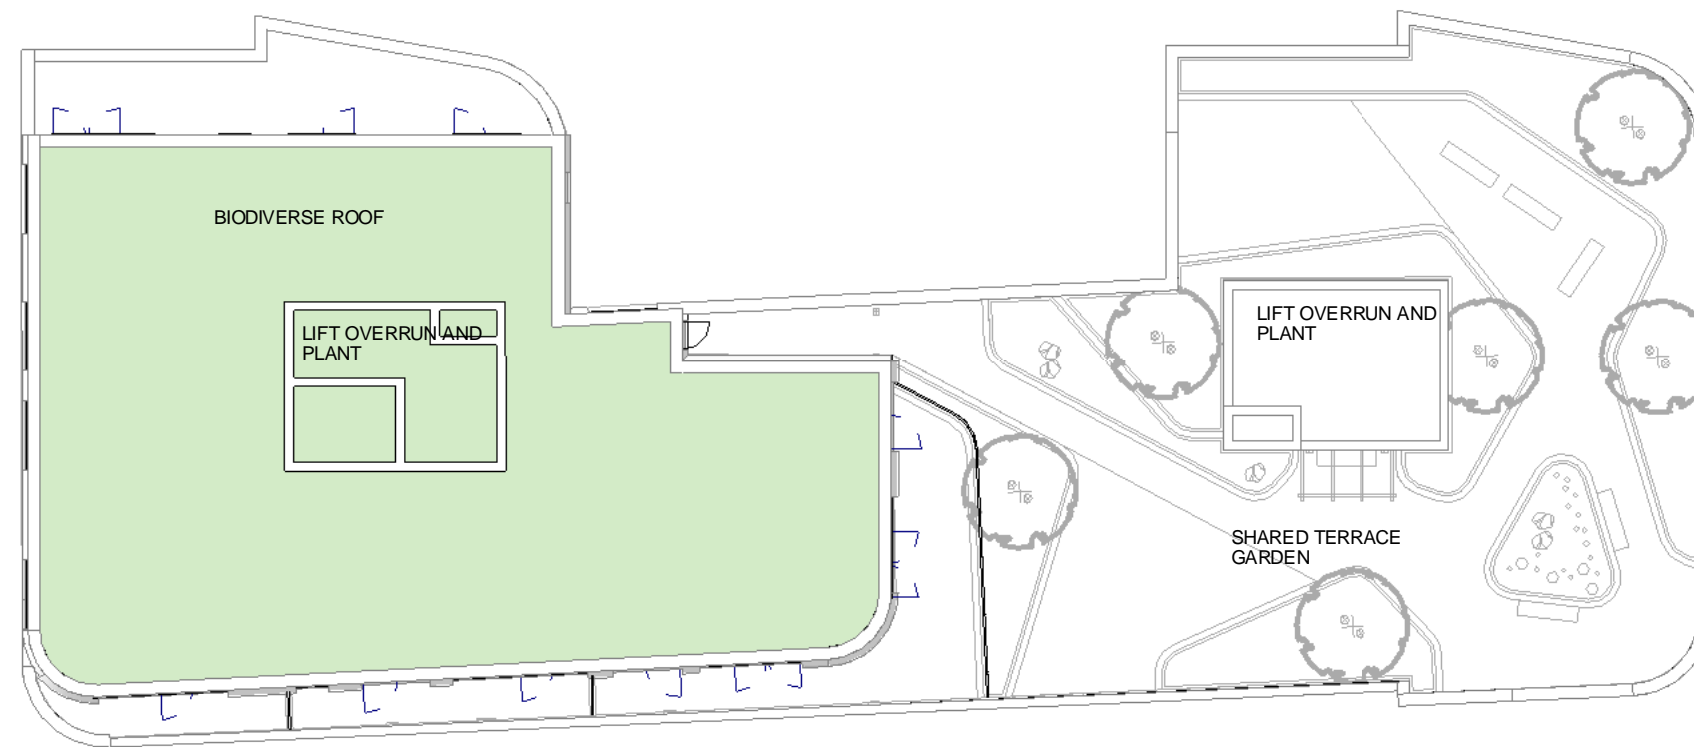 BIODIVERSE ROOF
LIFT OVERRUN AND
PLANT
LIFT OVERRUN AND
PLANT
SHARED TERRACE
GARDEN